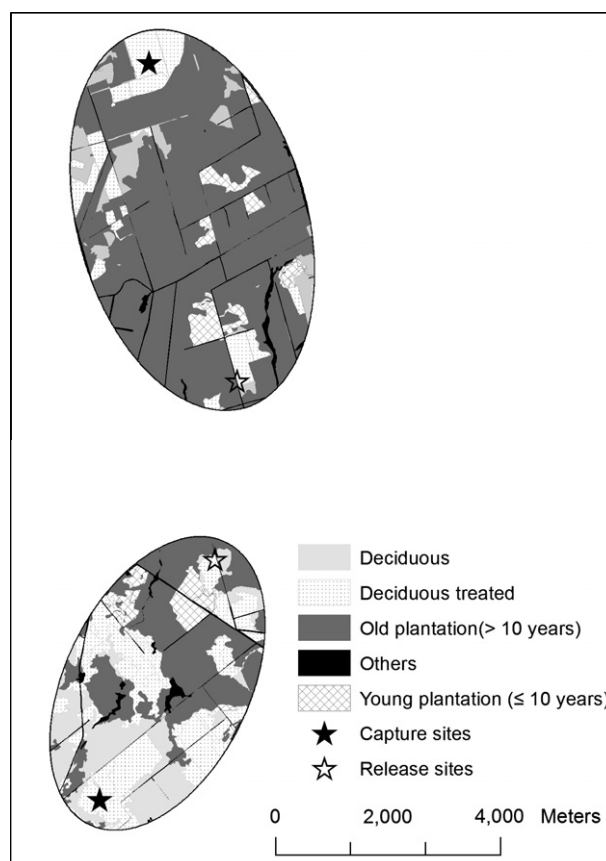 Deciduous
Deciduous treated
Old plantation(> 10 years)
Others
Young plantation (≤ 10 years)
Capture sites
Release sites
0 2,000 4,000 Meters